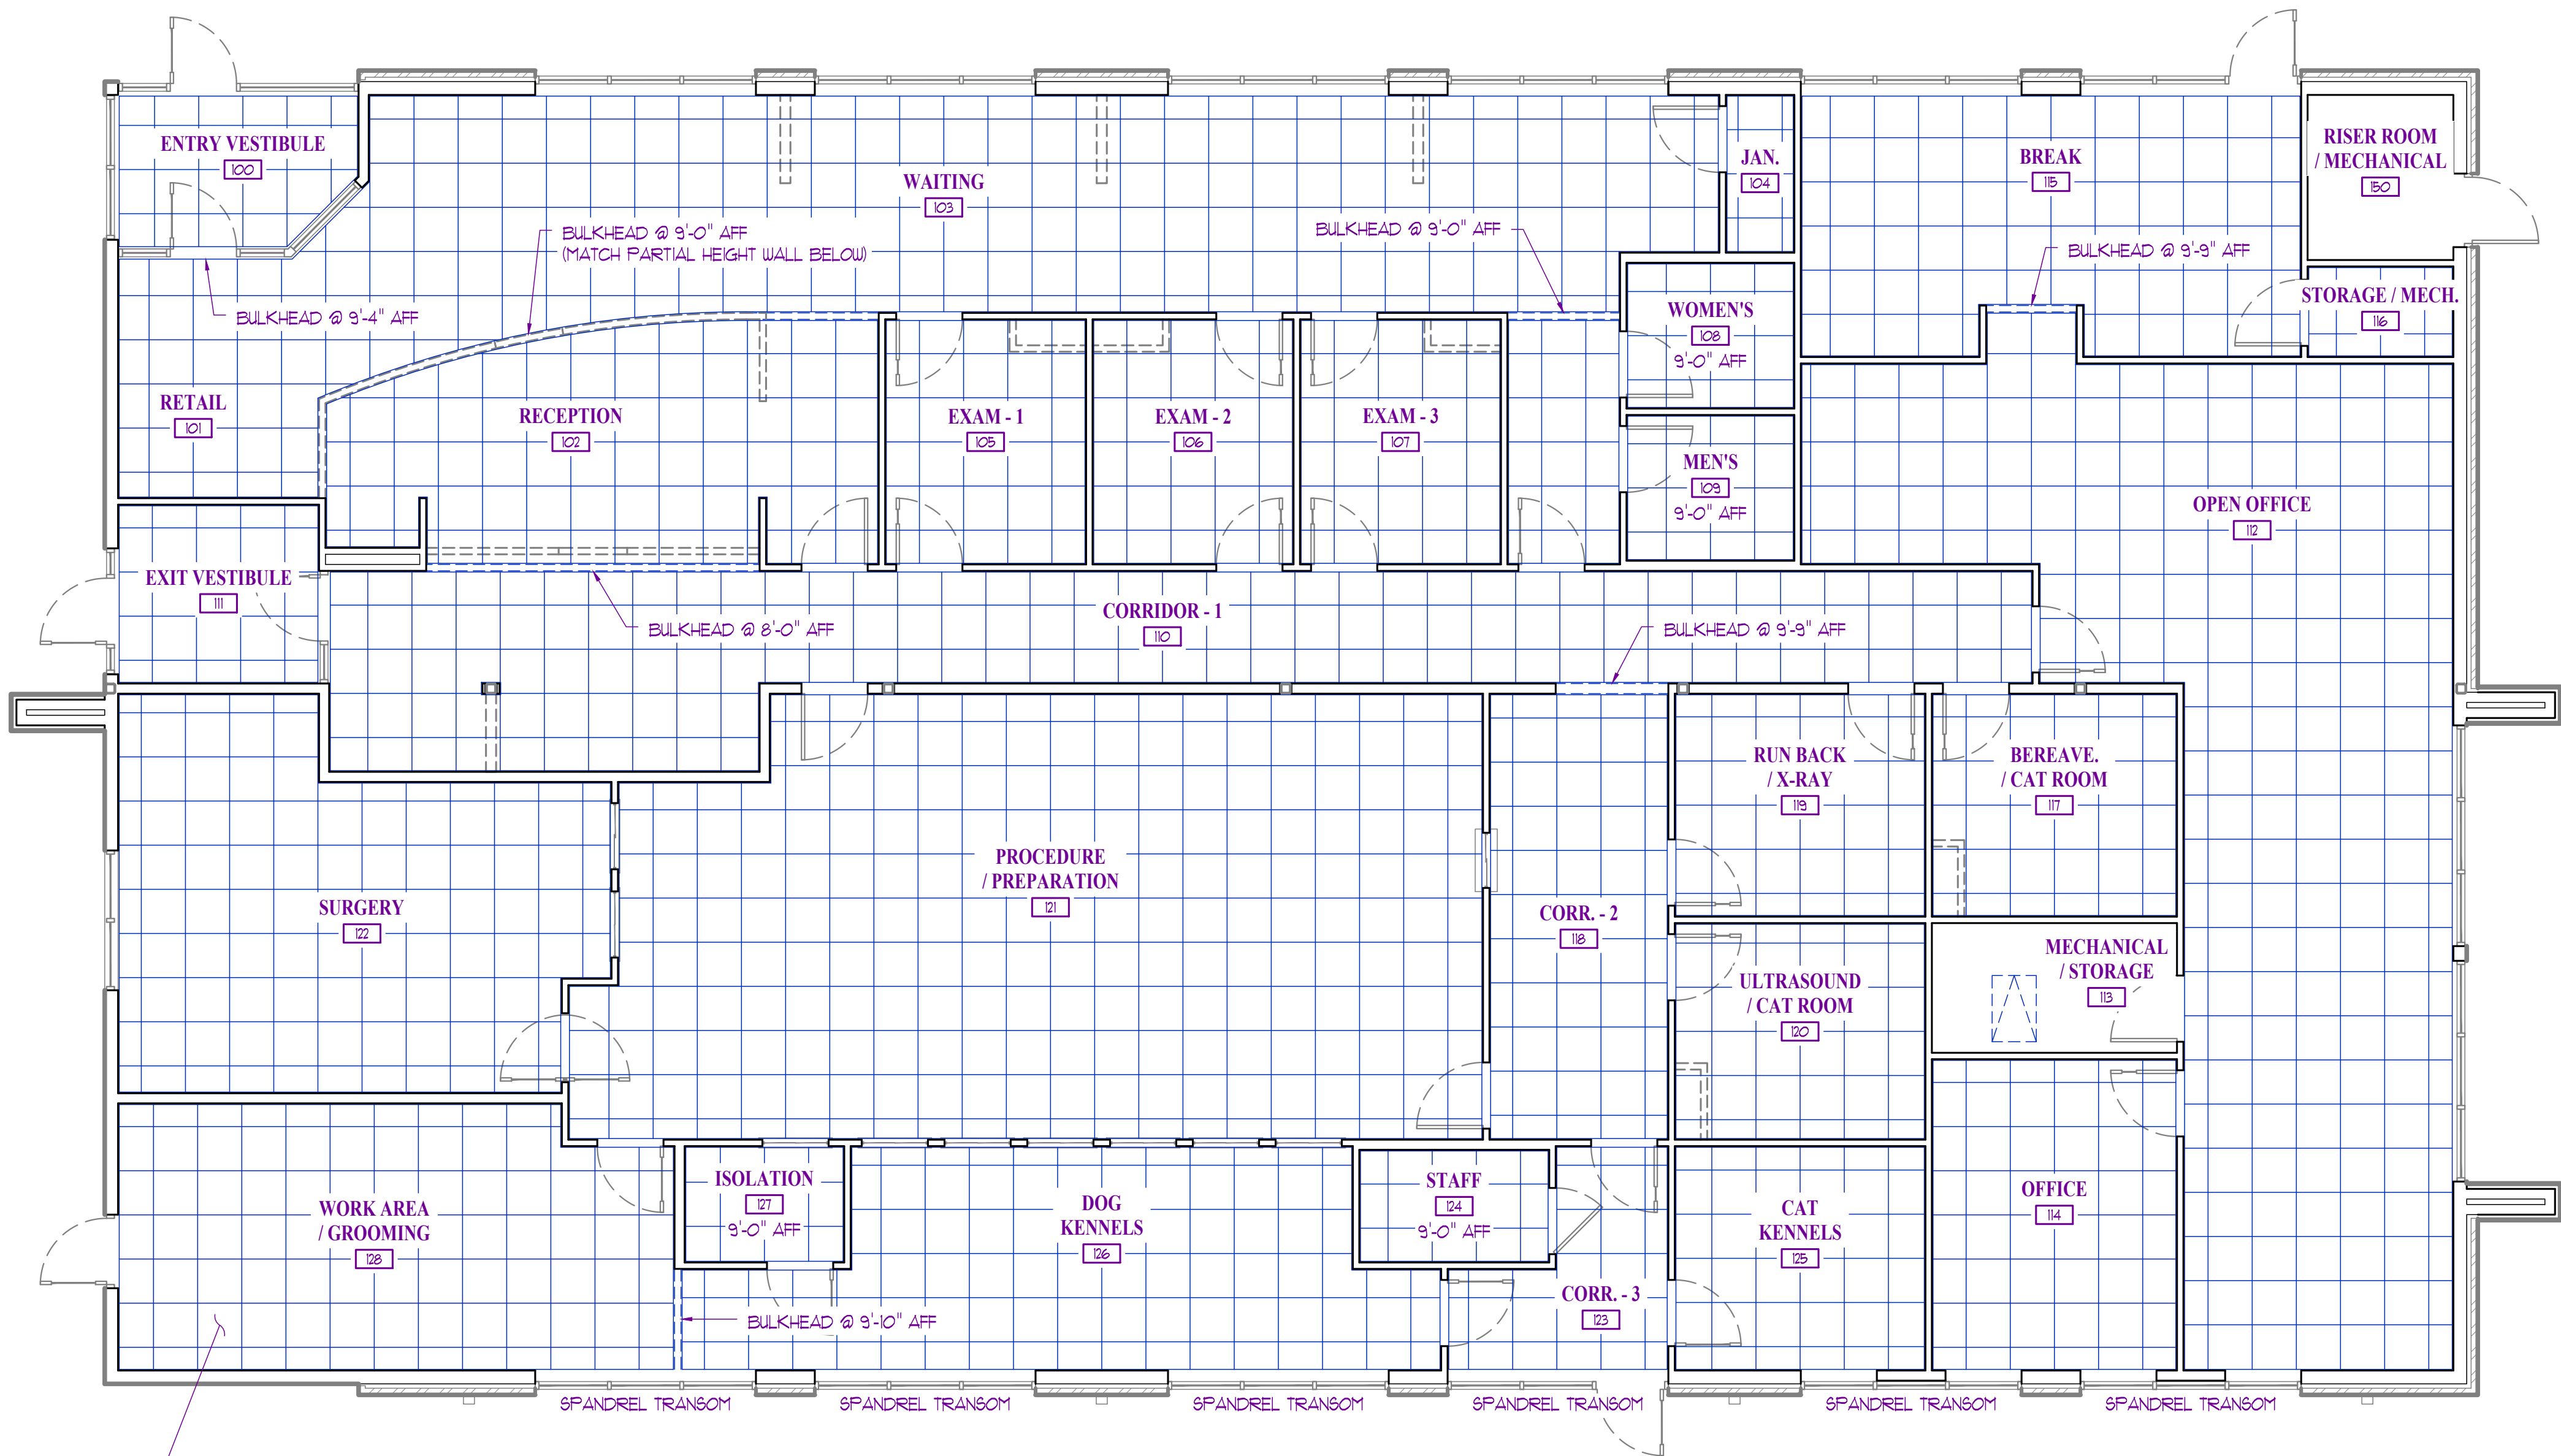 ENTRY VESTIBULE
100
WAITING
103
JAN.
104
BREAK
115
RISER ROOM
/ MECHANICAL
150
BULKHEAD @ 9'-0" AFF
(MATCH PARTIAL HEIGHT WALL BELOW)
BULKHEAD @ 9'-0" AFF
BULKHEAD @ 9'-9" AFF
BULKHEAD @ 9'-4" AFF
WOMEN'S
108
9'-0" AFF
STORAGE / MECH.
116
RETAIL
101
RECEPTION
102
EXAM - 1
105
EXAM - 2
106
EXAM - 3
107
MEN'S
109
9'-0" AFF
OPEN OFFICE
112
EXIT VESTIBULE
111
CORRIDOR - 1
110
BULKHEAD @ 8'-0" AFF
BULKHEAD @ 9'-9" AFF
RUN BACK
/ X-RAY
119
BEREAVE.
/ CAT ROOM
117
PROCEDURE
/ PREPARATION
121
SURGERY
122
CORR. - 2
118
MECHANICAL
/ STORAGE
113
ULTRASOUND
/ CAT ROOM
120
WORK AREA
/ GROOMING
128
ISOLATION
127
9'-0" AFF
DOG
KENNELS
126
STAFF
124
9'-0" AFF
CAT
KENNELS
125
OFFICE
114
CORR. - 3
123
BULKHEAD @ 9'-10" AFF
SPANDREL TRANSOM
SPANDREL TRANSOM
SPANDREL TRANSOM
SPANDREL TRANSOM
SPANDREL TRANSOM
SPANDREL TRANSOM